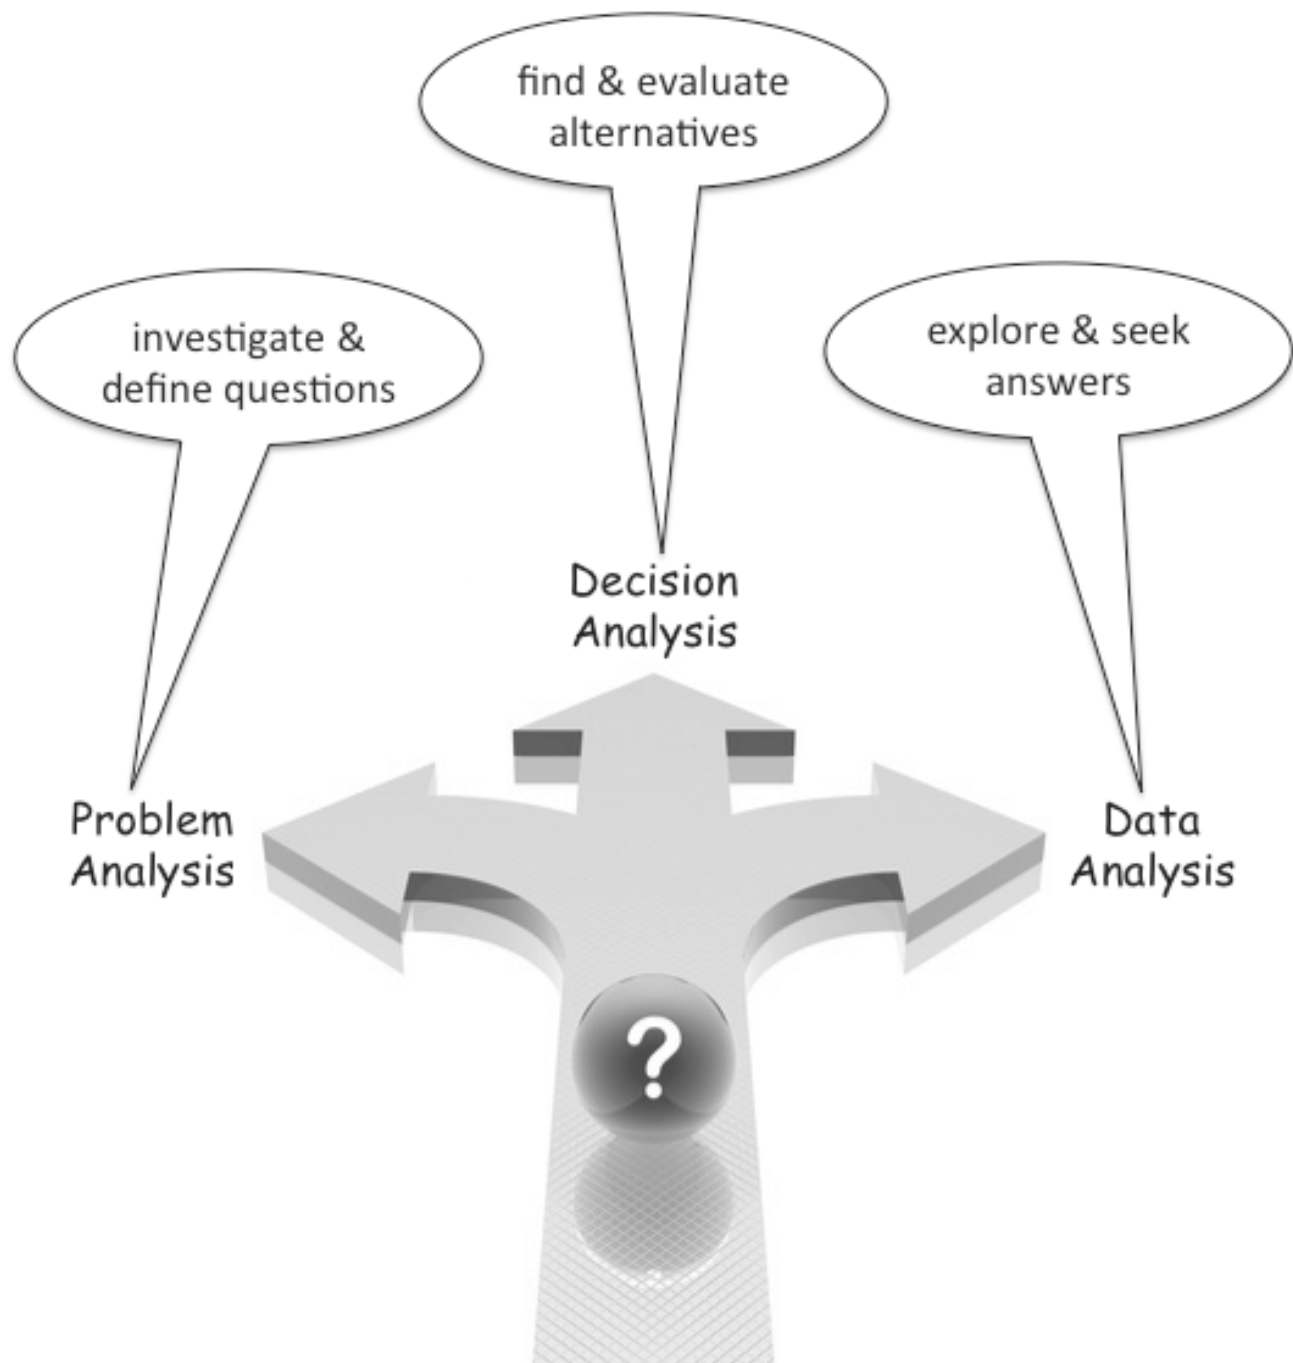 find & evaluate
alternatives
investigate &
define questions
explore & seek
answers
Decision
Analysis
Problem
Analysis
Data
Analysis
?